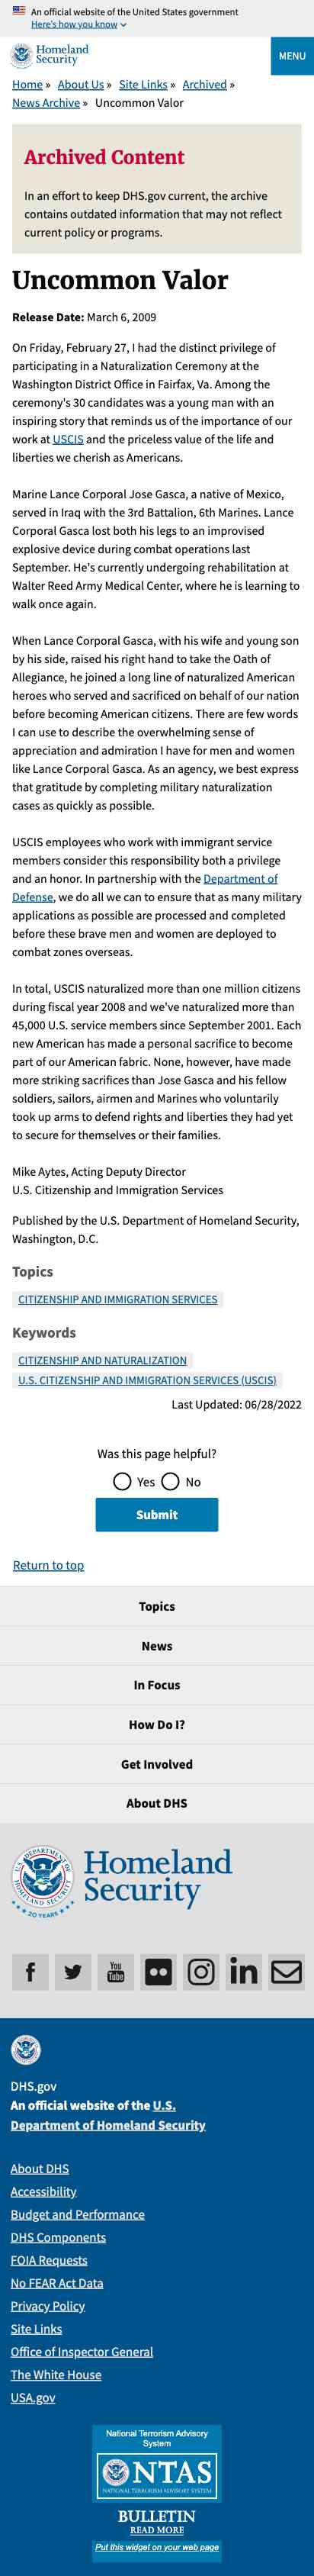 An official website of the United States government
Here's how you know
Homeland
Security
MENU
Home » About Us » Site Links » Archived »
News Archive » Uncommon Valor
Archived Content
In an effort to keep DHS.gov current, the archive
contains outdated information that may not reflect
current policy or programs.
Uncommon Valor
Release Date: March 6, 2009
On Friday, February 27, I had the distinct privilege of
participating in a Naturalization Ceremony at the
Washington District Office in Fairfax, Va. Among the
ceremony's 30 candidates was a young man with an
inspiring story that reminds us of the importance of our
work at USCIS and the priceless value of the life and
liberties we cherish as Americans.
Marine Lance Corporal Jose Gasca, a native of Mexico,
served in Iraq with the 3rd Battalion, 6th Marines. Lance
Corporal Gasca lost both his legs to an improvised
explosive device during combat operations last
September. He's currently undergoing rehabilitation at
Walter Reed Army Medical Center, where he is learning to
walk once again.
When Lance Corporal Gasca, with his wife and young son
by his side, raised his right hand to take the Oath of
Allegiance, he joined a long line of naturalized American
heroes who served and sacrificed on behalf of our nation
before becoming American citizens. There are few words
I can use to describe the overwhelming sense of
appreciation and admiration I have for men and women
like Lance Corporal Gasca. As an agency, we best express
that gratitude by completing military naturalization
cases as quickly as possible.
USCIS employees who work with immigrant service
members consider this responsibility both a privilege
and an honor. In partnership with the Department of
Defense, we do all we can to ensure that as many military
applications as possible are processed and completed
before these brave men and women are deployed to
combat zones overseas.
In total, USCIS naturalized more than one million citizens
during fiscal year 2008 and we've naturalized more than
45,000 U.S. service members since September 2001. Each
new American has made a personal sacrifice to become
part of our American fabric. None, however, have made
more striking sacrifices than Jose Gasca and his fellow
soldiers, sailors, airmen and Marines who voluntarily
took up arms to defend rights and liberties they had yet
to secure for themselves or their families.
Mike Aytes, Acting Deputy Director
U.S. Citizenship and Immigration Services
Published by the U.S. Department of Homeland Security,
Washington, D.C.
Topics
CITIZENSHIP AND IMMIGRATION SERVICES
Keywords
CITIZENSHIP AND NATURALIZATION
U.S. CITIZENSHIP AND IMMIGRATION SERVICES (USCIS)
Last Updated: 06/28/2022
Was this page helpful?
Yes No
Submit
Return to top
Topics
News
In Focus
How Do I?
Get Involved
About DHS
Homeland
Security
20 YEARS
f
You
Tube
in
DHS.gov
An official website of the U.S.
Department of Homeland Security
About DHS
Accessibility
Budget and Performance
DHS Components
FOIA Requests
No FEAR Act Data
Privacy Policy
Site Links
Office of Inspector General
The White House
USA.gov
National Terrorism Advisory
System
NTAS
NATIONAL TERRORISM ADVISORY SYSTEM
BULLETIN
READ MORE
Put this widget on your web page